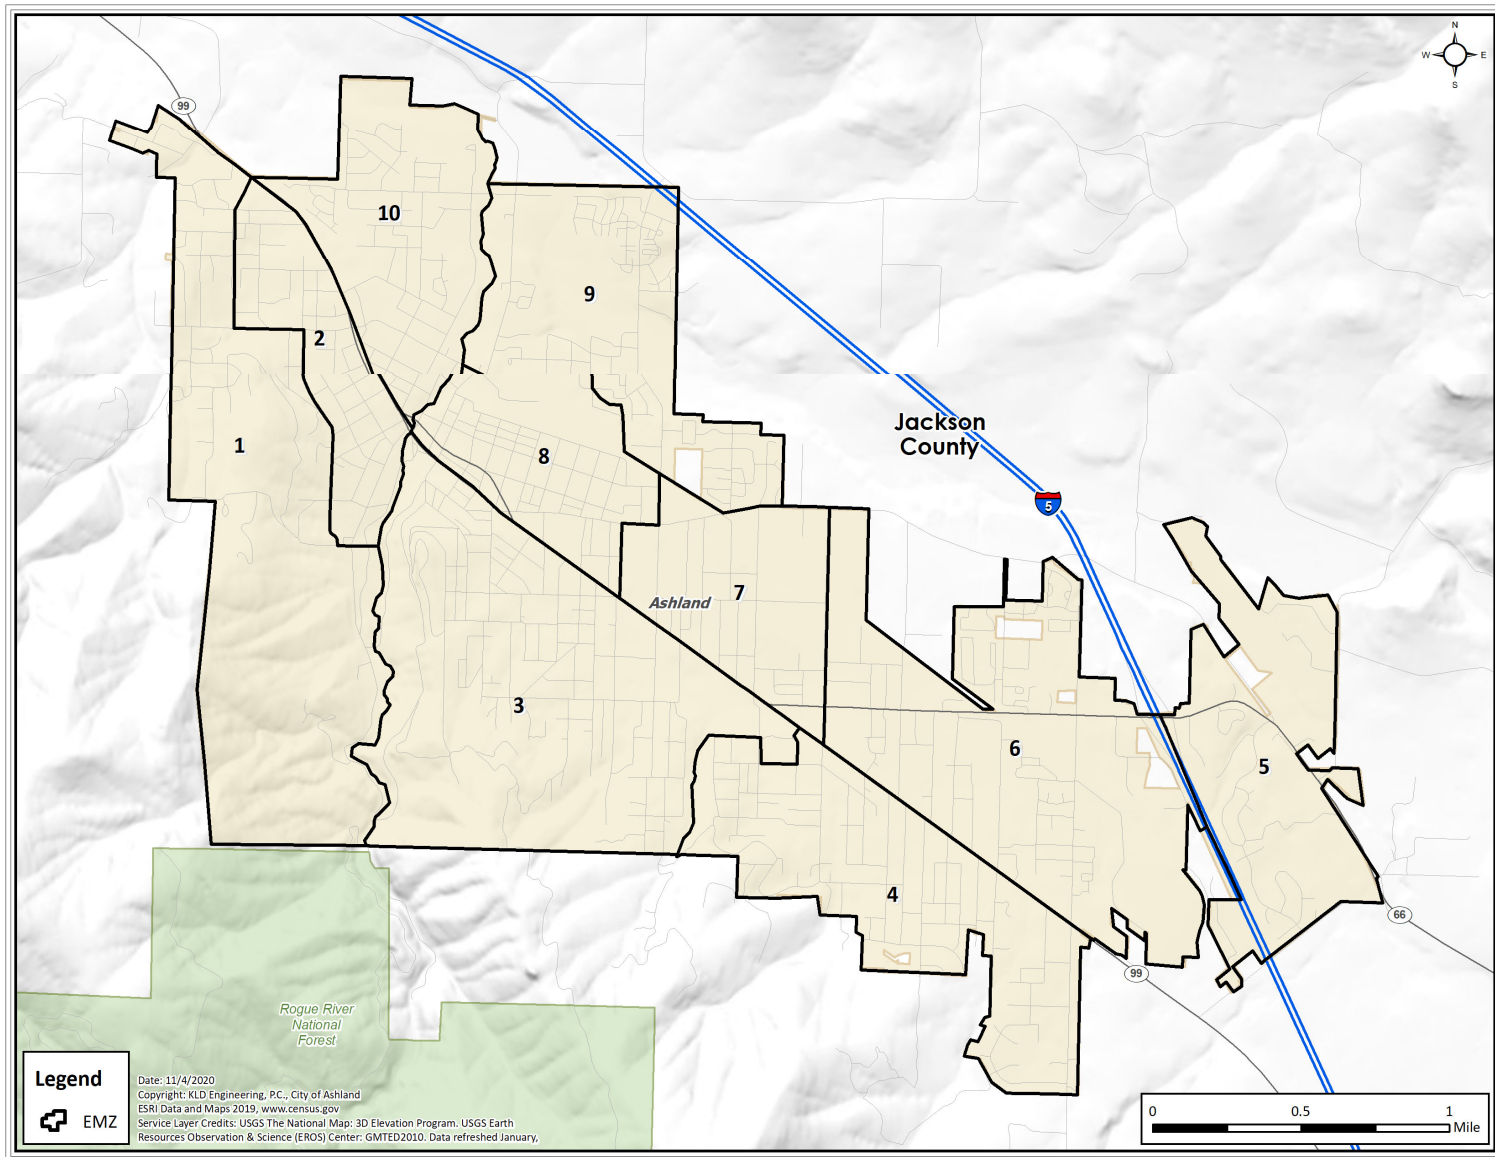 N
W E
S
99
10
9
2
Jackson
County
1
8
5
7
Ashland
3
6
5
4
66
99
Rogue River
National
Forest
Legend
EMZ
Date: 11/4/2020
Copyright: KLD Engineering, P.C., City of Ashland
ESRI Data and Maps 2019, www.census.gov
Service Layer Credits: USGS The National Map: 3D Elevation Program. USGS Earth
Resources Observation & Science (EROS) Center: GMTED2010. Data refreshed January,
0 0.5 1
Mile